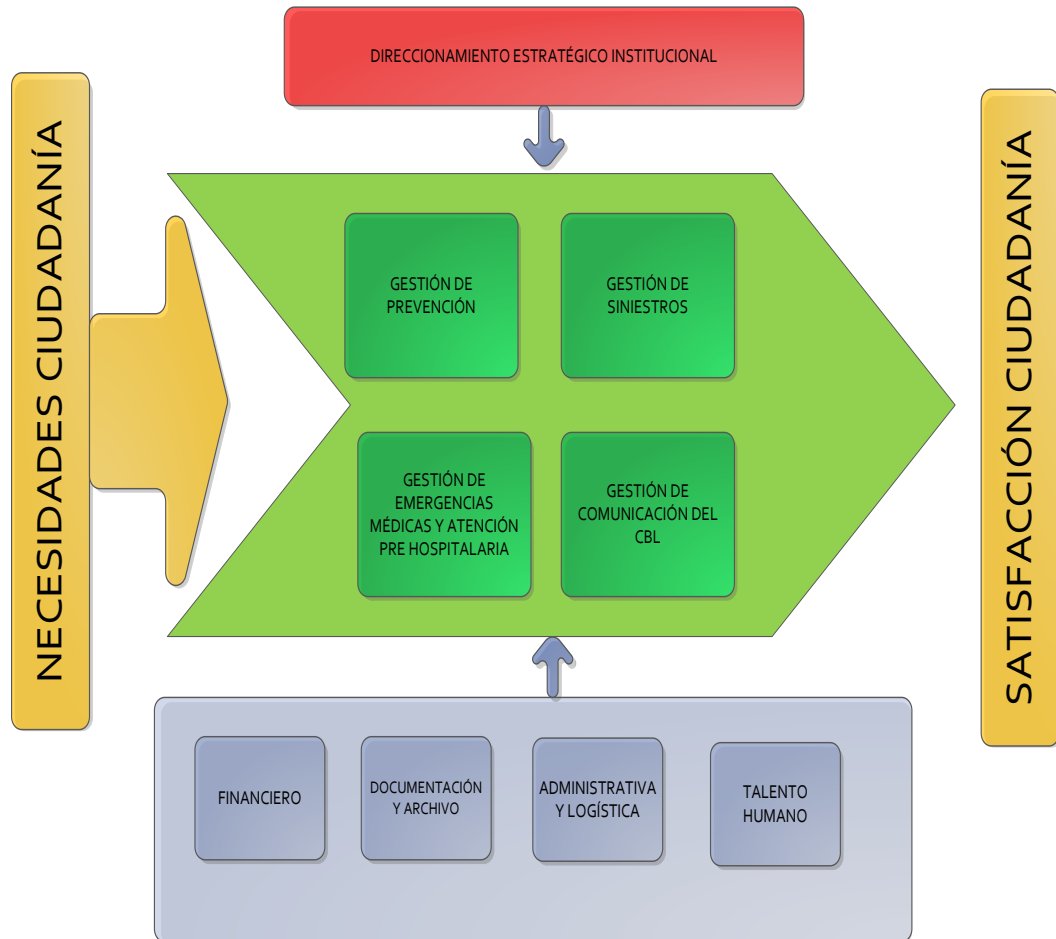 DIRECCIONAMIENTO ESTRATÉGICO INSTITUCIONAL
NECESIDADES CIUDADANÍA
GESTIÓN DE
PREVENCIÓN
GESTIÓN DE
SINIESTROS
GESTIÓN DE
EMERGENCIAS
MÉDICAS Y ATENCIÓN
PRE HOSPITALARIA
GESTIÓN DE
COMUNICACIÓN DEL
CBL
SATISFACCIÓN CIUDADANÍA
FINANCIERO
DOCUMENTACIÓN
Y ARCHIVO
ADMINISTRATIVA
Y LOGÍSTICA
TALENTO
HUMANO